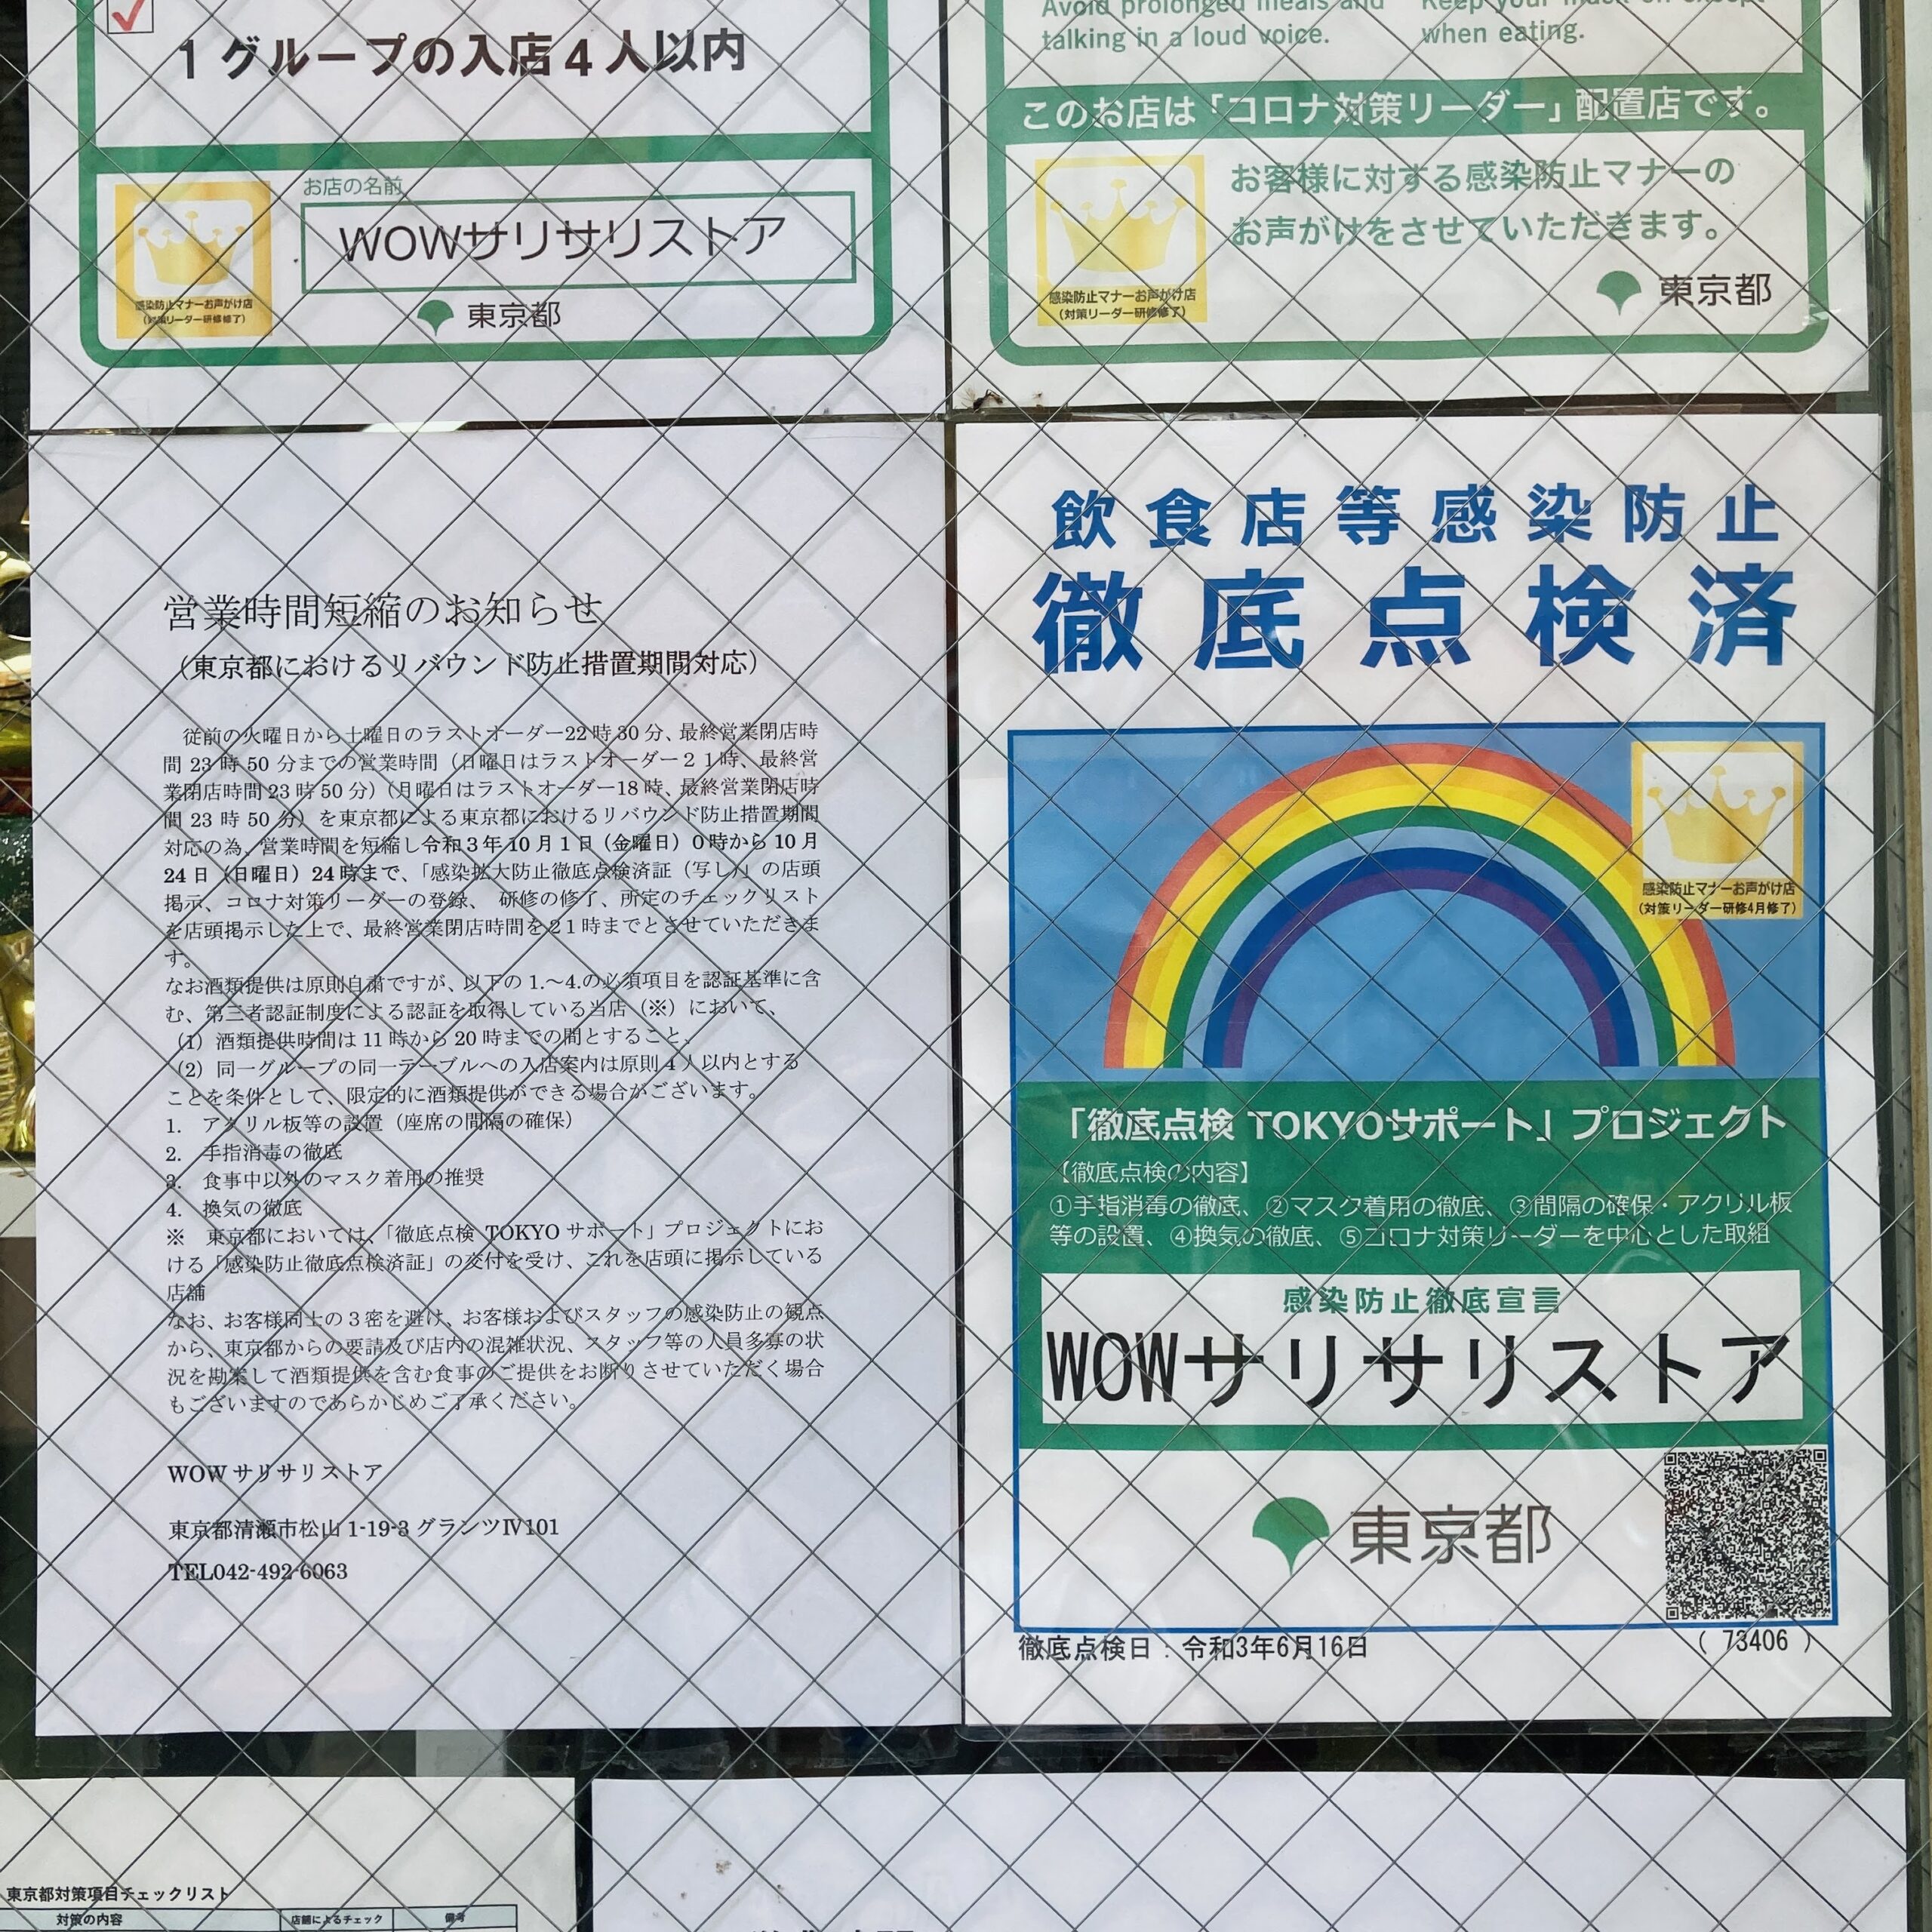 1グループの入店4人以内
お店の名前
WOWサリサリストア
感染防止マナーお声がけ店
(対策リーダー研修修了)
東京都
Avoid prolonged meals and
talking in a loud voice.
Keep your mask on except
when eating.
このお店は「コロナ対策リーダー」配置店です。
お客様に対する感染防止マナーの
お声がけをさせていただきます。
感染防止マナーお声がけ店
(対策リーダー研修修了)
東京都
営業時間短縮のお知らせ
（東京都におけるリバウンド防止措置期間対応）
従前の火曜日から土曜日のラストオーダー22時30分、最終営業閉店時
間 23 時 50 分までの営業時間（日曜日はラストオーダー２１時、最終営
業閉店時間 23 時 50 分）（月曜日はラストオーダー18時、最終営業閉店時
間 23 時 50 分）を東京都による東京都におけるリバウンド防止措置期間
対応の為、営業時間を短縮し令和３年 10 月１日（金曜日）０時から 10 月
24 日（日曜日）24 時まで、「感染拡大防止徹底点検済証（写し）」の店頭
掲示、コロナ対策リーダーの登録、 研修の修了、所定のチェックリスト
を店頭掲示した上で、最終営業閉店時間を２１時までとさせていただきま
す。
なお酒類提供は原則自粛ですが、以下の 1.～4.の必須項目を認証基準に含
む、第三者認証制度による認証を取得している当店（※）において、
（1）酒類提供時間は 11 時から 20 時までの間とすること、
（2）同一グループの同一テーブルへの入店案内は原則 4 人以内とする
ことを条件として、限定的に酒類提供ができる場合がございます。
1. アクリル板等の設置（座席の間隔の確保）
2. 手指消毒の徹底
3. 食事中以外のマスク着用の推奨
4. 換気の徹底
※ 東京都においては、「徹底点検 TOKYO サポート」プロジェクトにお
ける「感染防止徹底点検済証」の交付を受け、これを店頭に掲示している
店舗
なお、お客様同士の３密を避け、お客様およびスタッフの感染防止の観点
から、東京都からの要請及び店内の混雑状況、スタッフ等の人員多寡の状
況を勘案して酒類提供を含む食事のご提供をお断りさせていただく場合
もございますのであらかじめご了承ください。
WOW サリサリストア
東京都清瀬市松山 1-19-3 グランツⅣ101
TEL042-492-6063
飲食店等感染防止
徹底点検済
感染防止マナーお声がけ店
(対策リーダー研修4月修了)
「徹底点検 TOKYOサポート」プロジェクト
【徹底点検の内容】
①手指消毒の徹底、②マスク着用の徹底、③間隔の確保・アクリル板
等の設置、④換気の徹底、⑤コロナ対策リーダーを中心とした取組
感染防止徹底宣言
WOWサリサリストア
東京都
徹底点検日：令和3年6月16日
( 73406 )
東京都対策項目チェックリスト
対策の内容 店舗によるチェック 備考